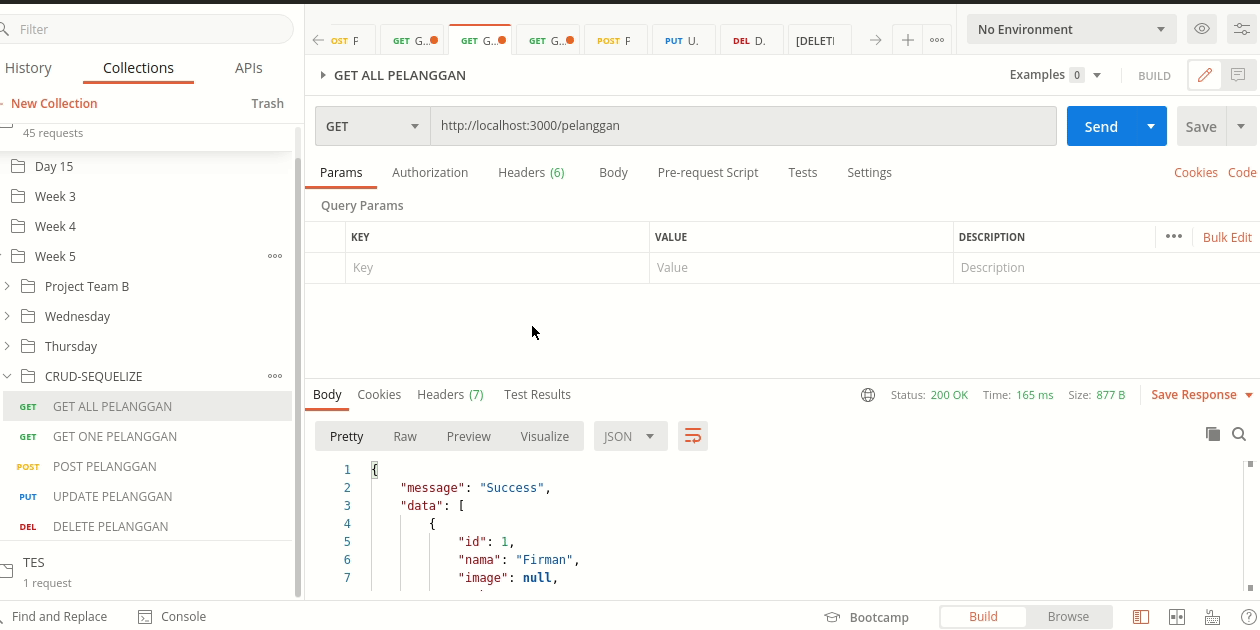 Filter
OST F
GET G...
GET G...
GET G...
POST F
PUT U.
DEL D.
[DELETI
No Environment
History
Collections
APIs
New Collection
Trash
45 requests
Day 15
Week 3
Week 4
Week 5
Project Team B
Wednesday
Thursday
CRUD-SEQUELIZE
GET GET ALL PELANGGAN
GET GET ONE PELANGGAN
POST POST PELANGGAN
PUT UPDATE PELANGGAN
DEL DELETE PELANGGAN
TES
1 request
GET ALL PELANGGAN
Examples 0
BUILD
GET
http://localhost:3000/pelanggan
Send
Save
Params
Authorization
Headers (6)
Body
Pre-request Script
Tests
Settings
Cookies
Code
Query Params
KEY
VALUE
DESCRIPTION
Bulk Edit
Key
Value
Description
Body
Cookies
Headers (7)
Test Results
Status: 200 OK
Time: 165 ms
Size: 877 B
Save Response
Pretty
Raw
Preview
Visualize
JSON
1 {
2 "message": "Success",
3 "data": [
4 {
5 "id": 1,
6 "nama": "Firman",
7 "image": null,
Find and Replace
Console
Bootcamp
Build
Browse